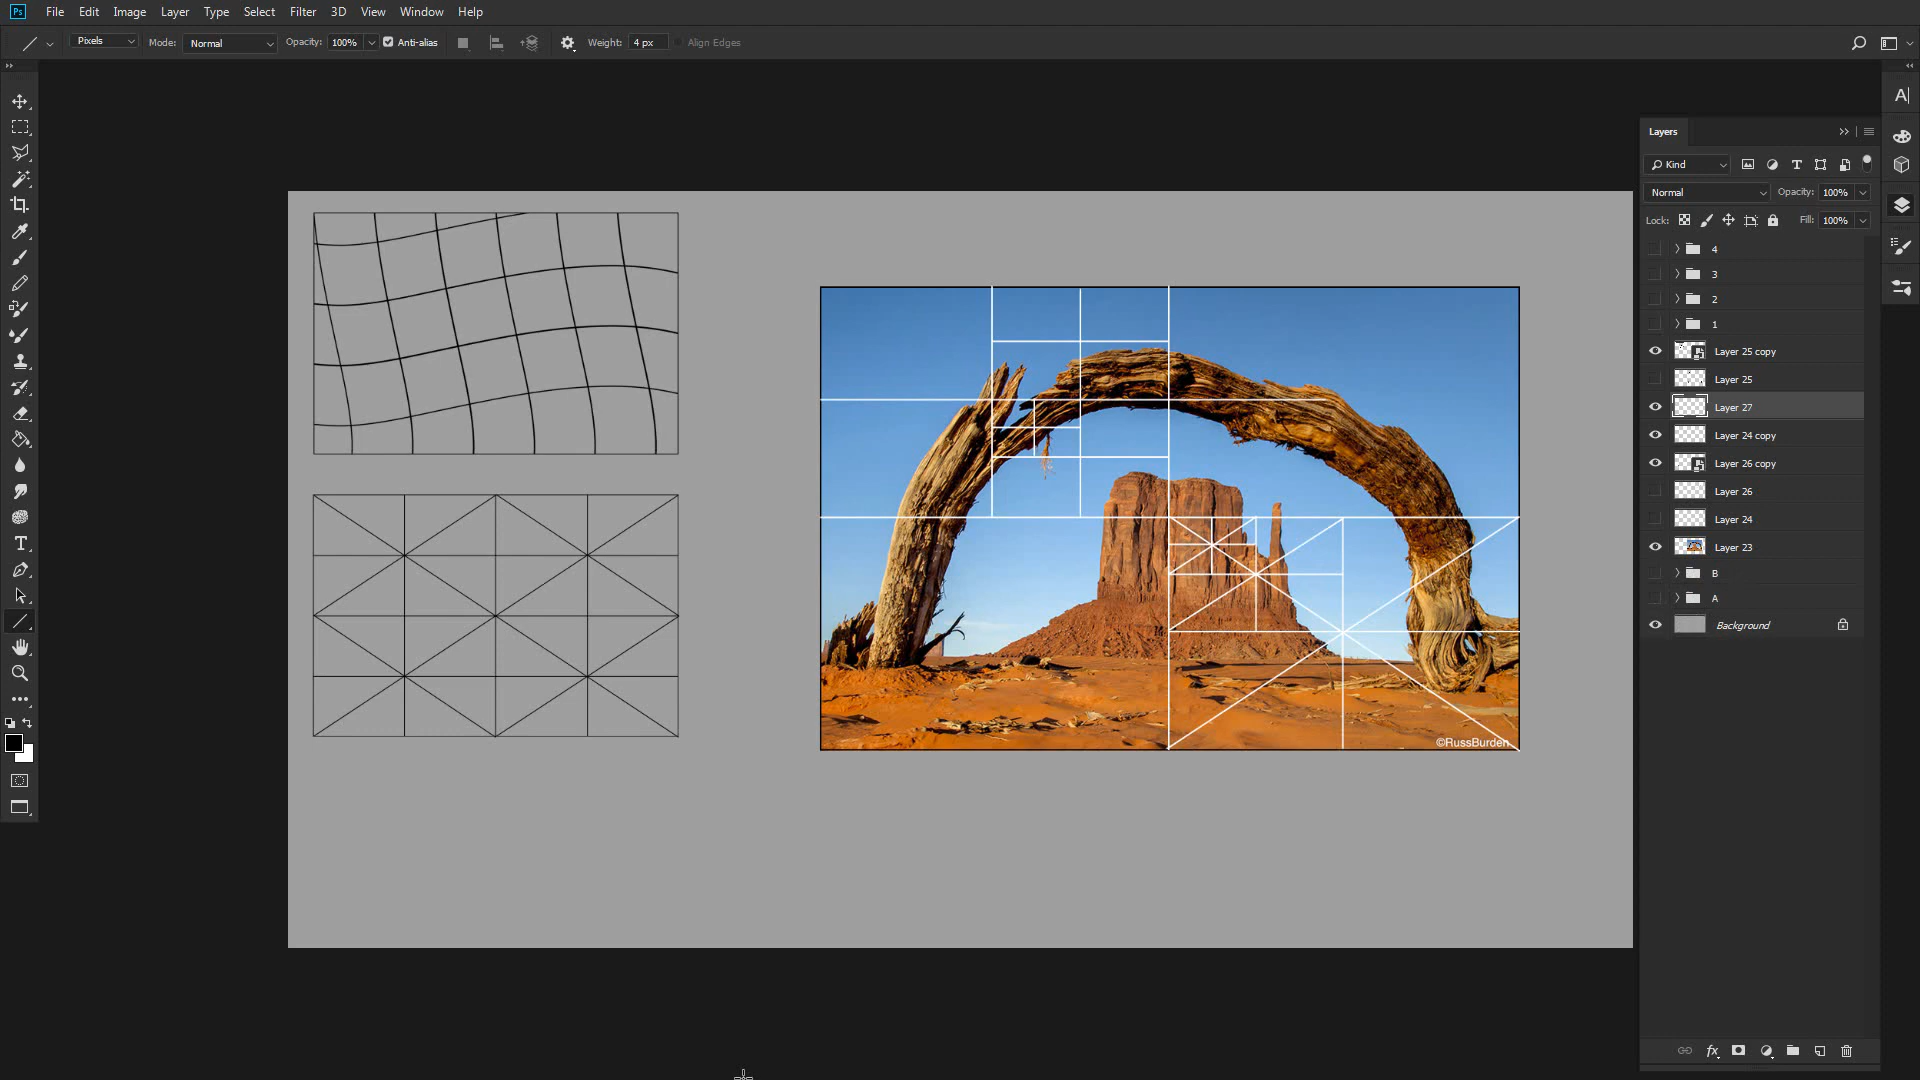 Ps File Edit Image Layer Type Select Filter 3D View Window Help
Pixels Mode: Normal Opacity: 100% Anti-alias Weight: 4 px Align Edges
Layers
Kind
Normal Opacity: 100%
Lock: Fill: 100%
4
3
2
1
Layer 25 copy
Layer 25
Layer 27
Layer 24 copy
Layer 26 copy
Layer 26
Layer 24
Layer 23
B
A
Background
©RussBurden